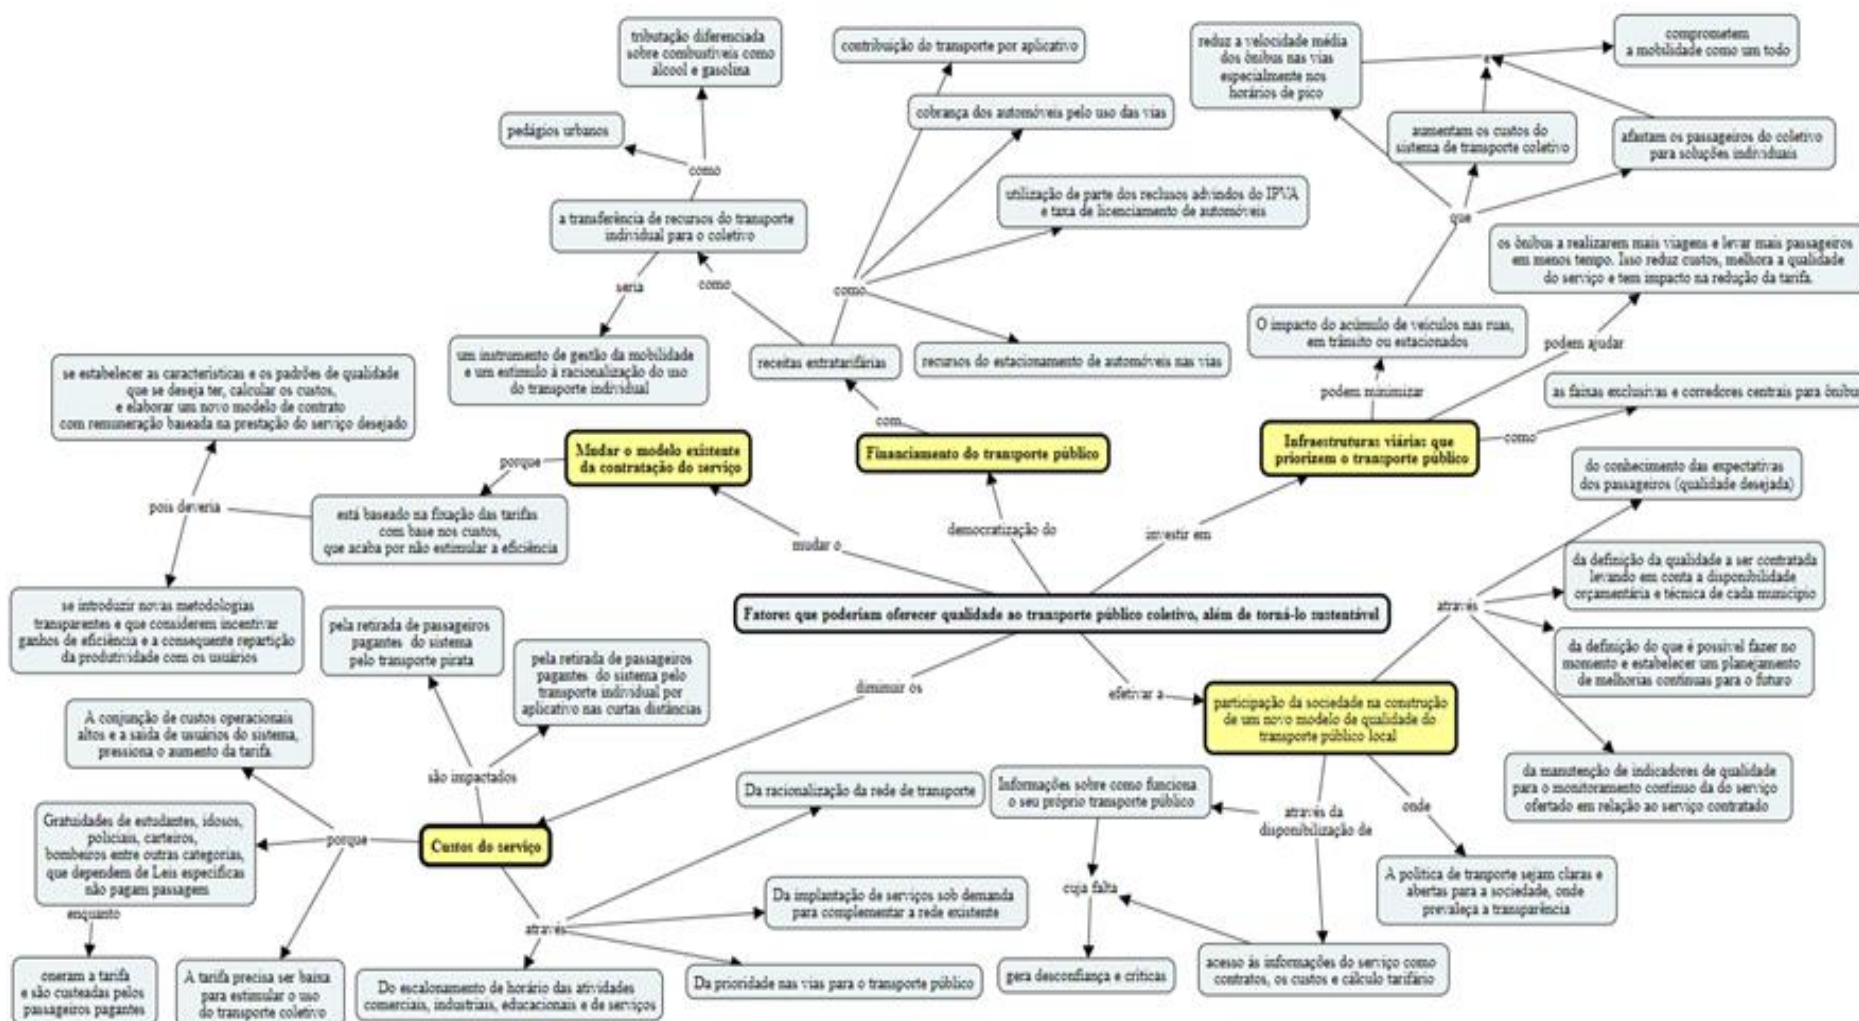 tributação diferenciada
sobre combustíveis como
álcool e gasolina
pedágios urbanos
como
a transferência de recursos do transporte
individual para o coletivo
seria
como
um instrumento de gestão da mobilidade
e um estímulo à racionalização do uso
do transporte individual
contribuição do transporte por aplicativo
cobrança dos automóveis pelo uso das vias
utilização de parte dos reclusos advindos do IPVA
e taxa de licenciamento de automóveis
como
recursos do estacionamento de automóveis nas vias
receitas extratarifárias
com
Financiamento do transporte público
democratização do
reduz a velocidade média
dos ônibus nas vias
especialmente nos
horários de pico
e
comprometem
a mobilidade como um todo
aumentam os custos do
sistema de transporte coletivo
afastam os passageiros do coletivo
para soluções individuais
que
os ônibus a realizarem mais viagens e levar mais passageiros
em menos tempo. Isso reduz custos, melhora a qualidade
do serviço e tem impacto na redução da tarifa.
O impacto do acúmulo de veículos nas ruas,
em trânsito ou estacionados
podem ajudar
podem minimizar
as faixas exclusivas e corredores centrais para ônibus
como
Infraestruturas viárias que
priorizem o transporte público
investir em
se estabelecer as características e os padrões de qualidade
que se deseja ter, calcular os custos,
e elaborar um novo modelo de contrato
com remuneração baseada na prestação do serviço desejado
Mudar o modelo existente
da contratação do serviço
porque
pois deveria
está baseado na fixação das tarifas
com base nos custos,
que acaba por não estimular a eficiência
mudar o
se introduzir novas metodologias
transparentes e que considerem incentivar
ganhos de eficiência e a consequente repartição
da produtividade com os usuários
Fatores que poderiam oferecer qualidade ao transporte público coletivo, além de torná-lo sustentável
do conhecimento das expectativas
dos passageiros (qualidade desejada)
da definição da qualidade a ser contratada
levando em conta a disponibilidade
orçamentária e técnica de cada município
através
da definição do que é possível fazer no
momento e estabelecer um planejamento
de melhorias contínuas para o futuro
da manutenção de indicadores de qualidade
para o monitoramento contínuo da do serviço
ofertado em relação ao serviço contratado
efetivar a
participação da sociedade na construção
de um novo modelo de qualidade do
transporte público local
onde
A política de tranporte sejam claras e
abertas para a sociedade, onde
prevaleça a transparência
através da
disponibilização de
Informações sobre como funciona
o seu próprio transporte público
cuja falta
gera desconfiança e críticas
acesso às informações do serviço como
contratos, os custos e cálculo tarifário
diminuir os
pela retirada de passageiros
pagantes do sistema
pelo transporte pirata
pela retirada de passageiros
pagantes do sistema pelo
transporte individual por
aplicativo nas curtas distâncias
são impactados
Custos do serviço
A conjunção de custos operacionais
altos e a saída de usuários do sistema,
pressiona o aumento da tarifa.
porque
Gratuidades de estudantes, idosos,
policiais, carteiros,
bombeiros entre outras categorias,
que dependem de Leis específicas
não pagam passagem
enquanto
oneram a tarifa
e são custeadas pelos
passageiros pagantes
A tarifa precisa ser baixa
para estimular o uso
do transporte coletivo
através
Da racionalização da rede de transporte
Da implantação de serviços sob demanda
para complementar a rede existente
Da prioridade nas vias para o transporte público
Do escalonamento de horário das atividades
comerciais, industriais, educacionais e de serviços